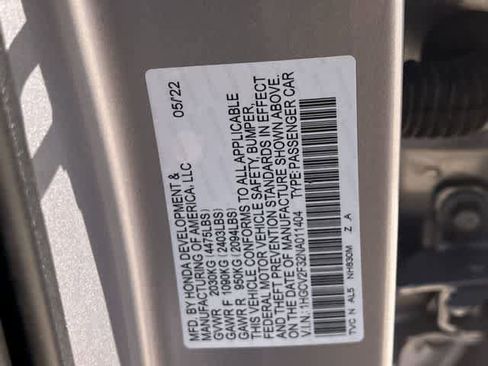 MFD. BY HONDA DEVELOPMENT & 05/22
MANUFACTURING OF AMERICA, LLC
GVWR 2030KG (4475LBS)
GAWR F 1090KG (2403LBS)
GAWR R 950KG (2094LBS)
THIS VEHICLE CONFORMS TO ALL APPLICABLE
FEDERAL MOTOR VEHICLE SAFETY, BUMPER,
AND THEFT PREVENTION STANDARDS IN EFFECT
ON THE DATE OF MANUFACTURE SHOWN ABOVE.
V.I.N.: 1HGCV2F32NA011404 TYPE:PASSENGER CAR
TVC N AL5 NH830M Z A